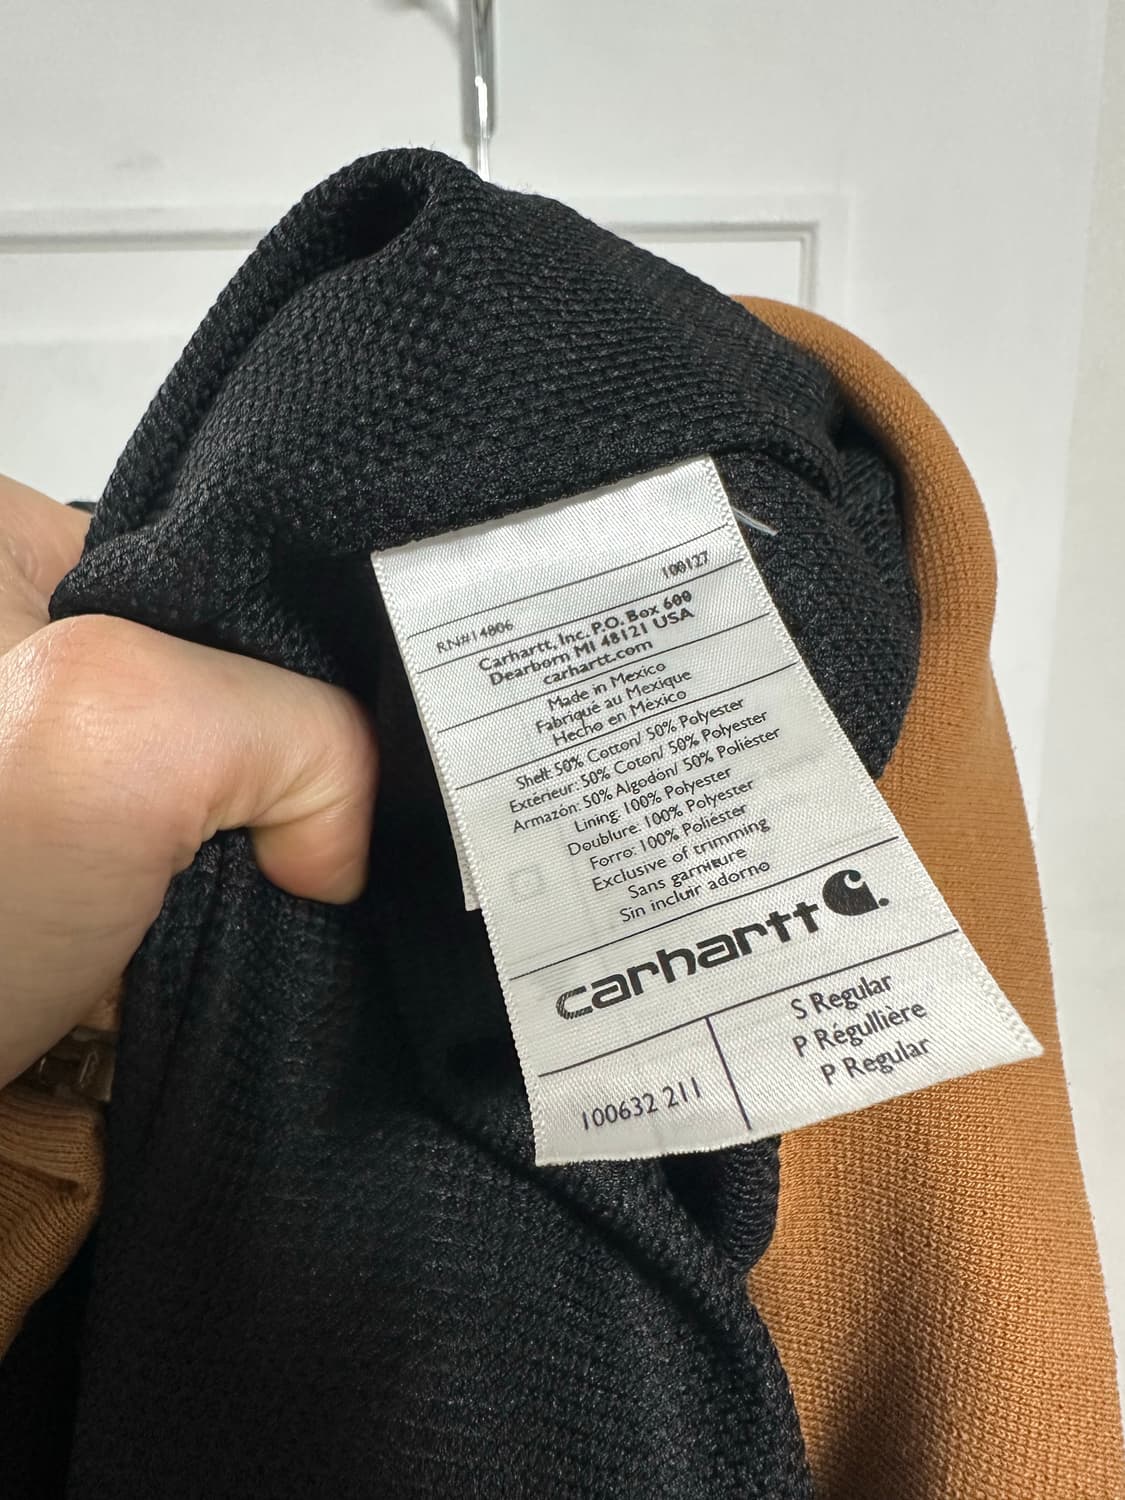 RN#14806 100127
Carhartt, Inc. P.O. Box 600
Dearborn MI 48121 USA
carhartt.com
Made in Mexico
Fabriqué au Mexique
Hecho en México
Shell: 50% Cotton/ 50% Polyester
Extérieur: 50% Coton/ 50% Polyester
Armazón: 50% Algodón/ 50% Poliéster
Lining: 100% Polyester
Doublure: 100% Polyester
Forro: 100% Poliéster
Exclusive of trimming
Sans garniture
Sin incluir adorno
carhartt
100632 211
S Regular
P Régullière
P Regular